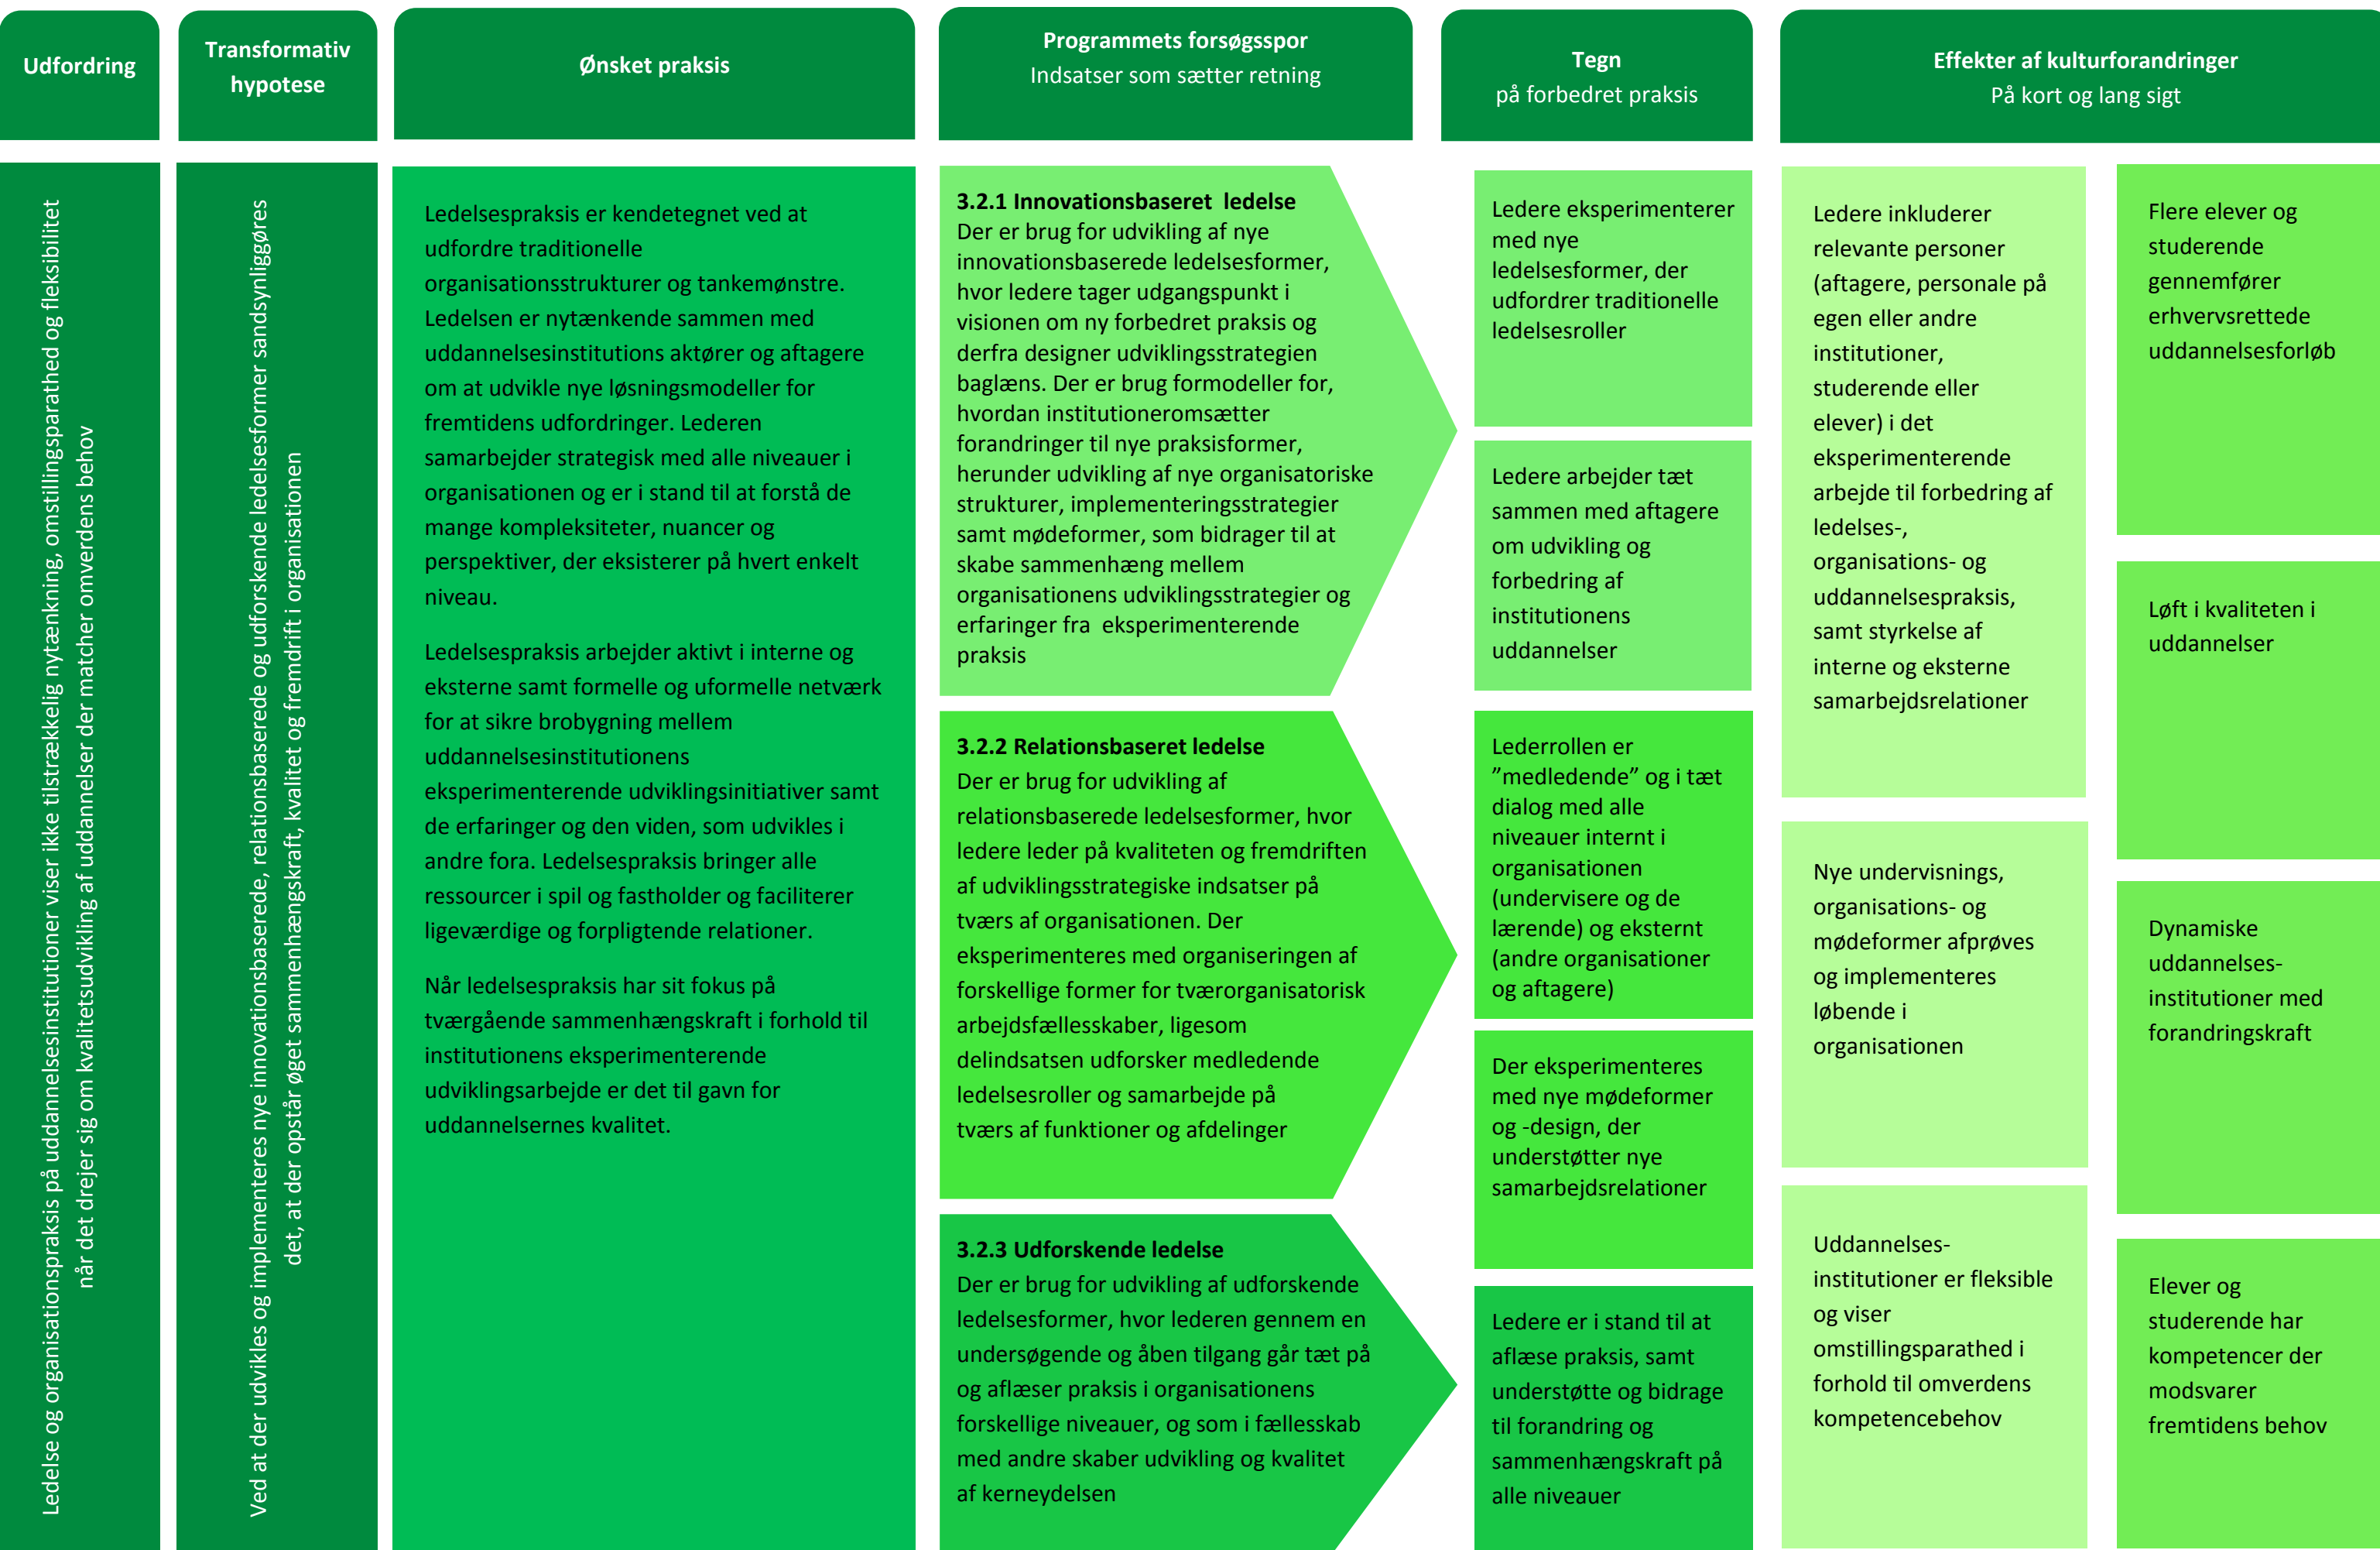 Udfordring
Transformativ
hypotese
Ønsket praksis
Programmets forsøgsspor
Indsatser som sætter retning
Tegn
på forbedret praksis
Effekter af kulturforandringer
På kort og lang sigt
Ledelse og organisationspraksis på uddannelsesinstitutioner viser ikke tilstrækkelig nytænkning, omstillingsparathed og fleksibilitet
når det drejer sig om kvalitetsudvikling af uddannelser der matcher omverdens behov
Ved at der udvikles og implementeres nye innovationsbaserede, relationsbaserede og udforskende ledelsesformer sandsynliggøres
det, at der opstår øget sammenhængskraft, kvalitet og fremdrift i organisationen
Ledelsespraksis er kendetegnet ved at
udfordre traditionelle
organisationsstrukturer og tankemønstre.
Ledelsen er nytænkende sammen med
uddannelsesinstitutions aktører og aftagere
om at udvikle nye løsningsmodeller for
fremtidens udfordringer. Lederen
samarbejder strategisk med alle niveauer i
organisationen og er i stand til at forstå de
mange kompleksiteter, nuancer og
perspektiver, der eksisterer på hvert enkelt
niveau.
Ledelsespraksis arbejder aktivt i interne og
eksterne samt formelle og uformelle netværk
for at sikre brobygning mellem
uddannelsesinstitutionens
eksperimenterende udviklingsinitiativer samt
de erfaringer og den viden, som udvikles i
andre fora. Ledelsespraksis bringer alle
ressourcer i spil og fastholder og faciliterer
ligeværdige og forpligtende relationer.
Når ledelsespraksis har sit fokus på
tværgående sammenhængskraft i forhold til
institutionens eksperimenterende
udviklingsarbejde er det til gavn for
uddannelsernes kvalitet.
3.2.1 Innovationsbaseret  ledelse
Der er brug for udvikling af nye
innovationsbaserede ledelsesformer,
hvor ledere tager udgangspunkt i
visionen om ny forbedret praksis og
derfra designer udviklingsstrategien
baglæns. Der er brug formodeller for,
hvordan institutioneromsætter
forandringer til nye praksisformer,
herunder udvikling af nye organisatoriske
strukturer, implementeringsstrategier
samt mødeformer, som bidrager til at
skabe sammenhæng mellem
organisationens udviklingsstrategier og
erfaringer fra  eksperimenterende
praksis
3.2.2 Relationsbaseret ledelse
Der er brug for udvikling af
relationsbaserede ledelsesformer, hvor
ledere leder på kvaliteten og fremdriften
af udviklingsstrategiske indsatser på
tværs af organisationen. Der
eksperimenteres med organiseringen af
forskellige former for tværorganisatorisk
arbejdsfællesskaber, ligesom
delindsatsen udforsker medledende
ledelsesroller og samarbejde på
tværs af funktioner og afdelinger
3.2.3 Udforskende ledelse
Der er brug for udvikling af udforskende
ledelsesformer, hvor lederen gennem en
undersøgende og åben tilgang går tæt på
og aflæser praksis i organisationens
forskellige niveauer, og som i fællesskab
med andre skaber udvikling og kvalitet
af kerneydelsen
Ledere eksperimenterer
med nye
ledelsesformer, der
udfordrer traditionelle
ledelsesroller
Ledere arbejder tæt
sammen med aftagere
om udvikling og
forbedring af
institutionens
uddannelser
Lederrollen er
”medledende” og i tæt
dialog med alle
niveauer internt i
organisationen
(undervisere og de
lærende) og eksternt
(andre organisationer
og aftagere)
Der eksperimenteres
med nye mødeformer
og -design, der
understøtter nye
samarbejdsrelationer
Ledere er i stand til at
aflæse praksis, samt
understøtte og bidrage
til forandring og
sammenhængskraft på
alle niveauer
Ledere inkluderer
relevante personer
(aftagere, personale på
egen eller andre
institutioner,
studerende eller
elever) i det
eksperimenterende
arbejde til forbedring af
ledelses-,
organisations- og
uddannelsespraksis,
samt styrkelse af
interne og eksterne
samarbejdsrelationer
Nye undervisnings,
organisations- og
mødeformer afprøves
og implementeres
løbende i
organisationen
Uddannelses-
institutioner er fleksible
og viser
omstillingsparathed i
forhold til omverdens
kompetencebehov
Flere elever og
studerende
gennemfører
erhvervsrettede
uddannelsesforløb
Løft i kvaliteten i
uddannelser
Dynamiske
uddannelses-
institutioner med
forandringskraft
Elever og
studerende har
kompetencer der
modsvarer
fremtidens behov